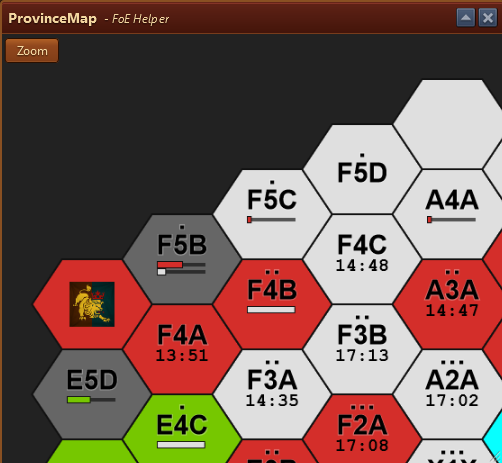 ProvinceMap - FoE Helper
Zoom
F5D
F5C
A4A
F5B
F4C
14:48
F4B
A3A
14:47
F4A
13:51
F3B
17:13
E5D
F3A
14:35
A2A
17:02
E4C
F2A
17:08